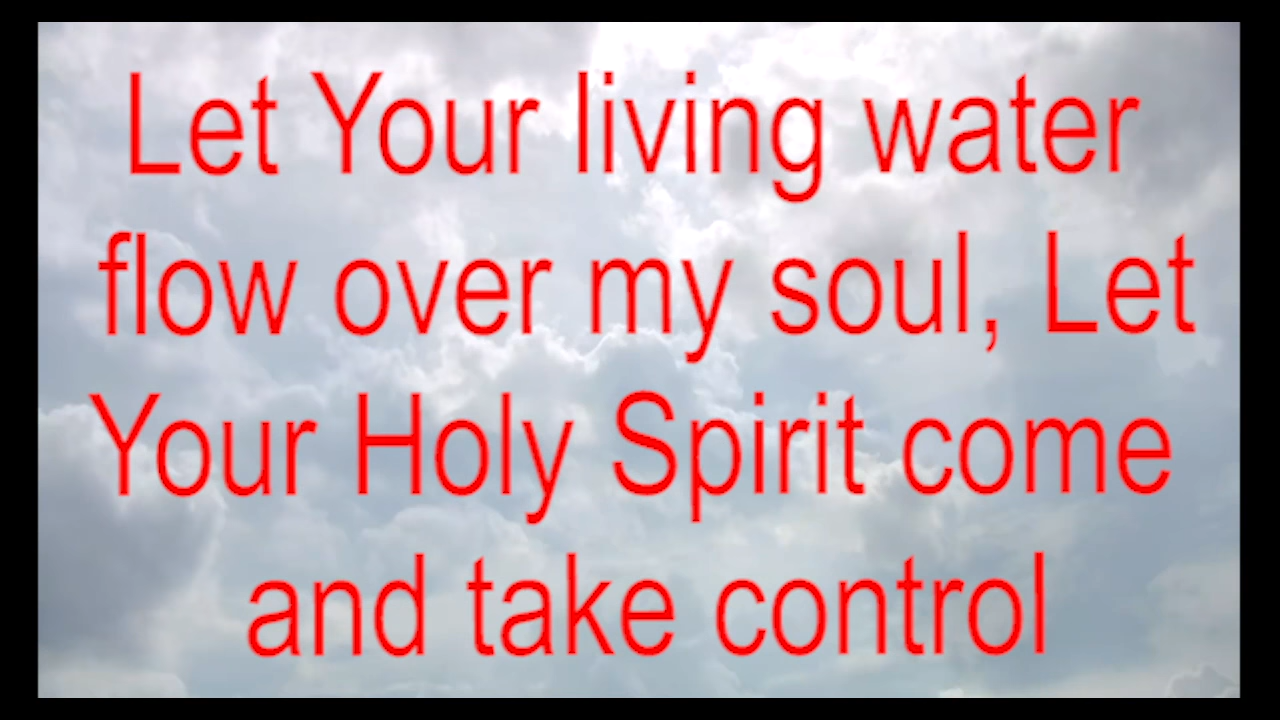 Let Your living water
flow over my soul, Let
Your Holy Spirit come
and take control